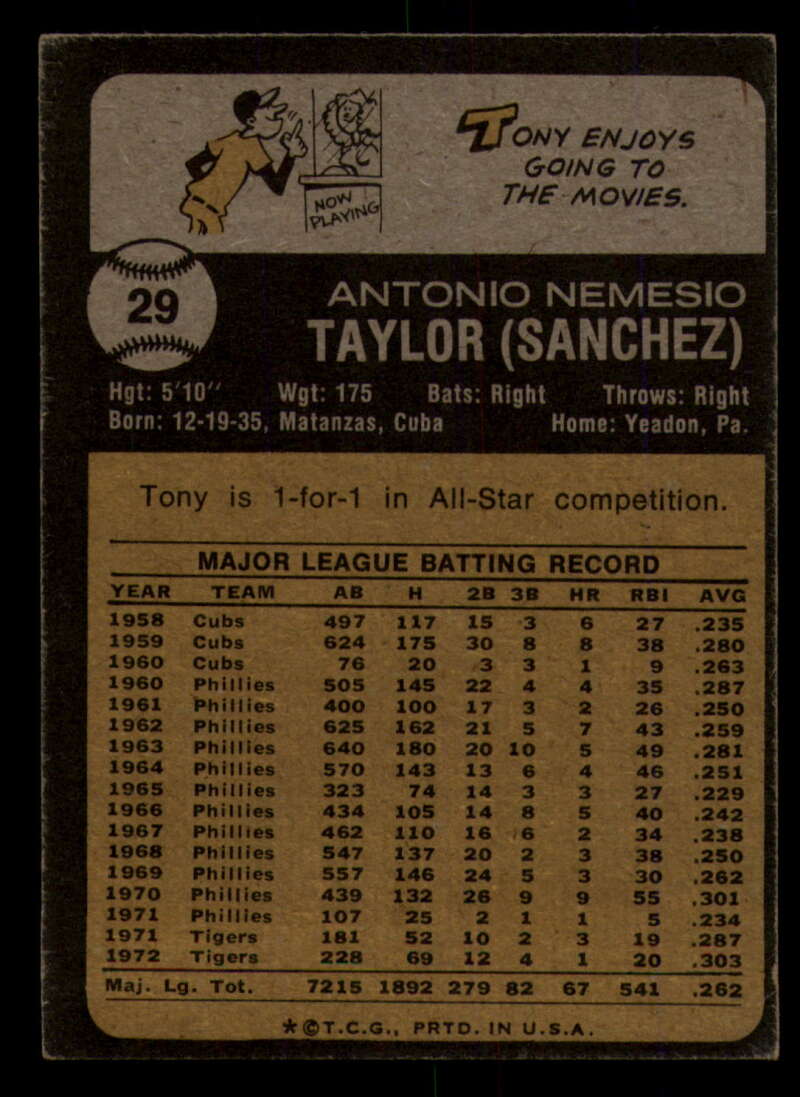 TONY ENJOYS
GOING TO
THE MOVIES.
NOW
PLAYING
29
ANTONIO NEMESIO
TAYLOR (SANCHEZ)
Hgt: 5'10" Wgt: 175 Bats: Right Throws: Right
Born: 12-19-35, Matanzas, Cuba Home: Yeadon, Pa.
Tony is 1-for-1 in All-Star competition.
MAJOR LEAGUE BATTING RECORD
YEAR TEAM AB H 2B 3B HR RBI AVG
1958 Cubs 497 117 15 3 6 27 .235
1959 Cubs 624 175 30 8 8 38 .280
1960 Cubs 76 20 3 3 1 9 .263
1960 Phillies 505 145 22 4 4 35 .287
1961 Phillies 400 100 17 3 2 26 .250
1962 Phillies 625 162 21 5 7 43 .259
1963 Phillies 640 180 20 10 5 49 .281
1964 Phillies 570 143 13 6 4 46 .251
1965 Phillies 323 74 14 3 3 27 .229
1966 Phillies 434 105 14 8 5 40 .242
1967 Phillies 462 110 16 6 2 34 .238
1968 Phillies 547 137 20 2 3 38 .250
1969 Phillies 557 146 24 5 3 30 .262
1970 Phillies 439 132 26 9 9 55 .301
1971 Phillies 107 25 2 1 1 5 .234
1971 Tigers 181 52 10 2 3 19 .287
1972 Tigers 228 69 12 4 1 20 .303
Maj. Lg. Tot. 7215 1892 279 82 67 541 .262
*©T.C.G., PRTD. IN U.S.A.